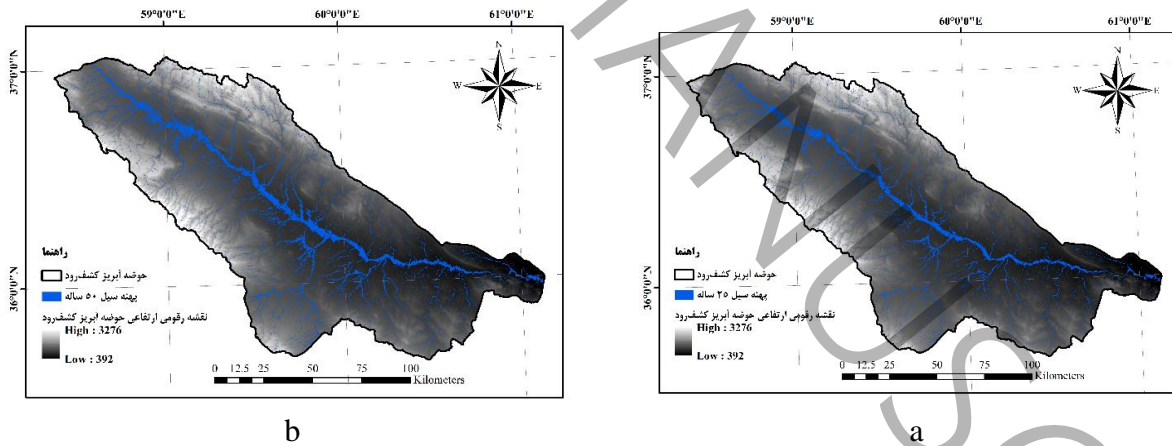 59°0'0"E 60°0'0"E 61°0'0"E
37°0'0"N
36°0'0"N
N
W E
S
راهنما
حوضه آبریز کشف‌رود
پهنه سیل ۵۰ ساله
نقشه رقومی ارتفاعی حوضه آبریز کشف‌رود
High : 3276
Low : 392
0 12.5 25 50 75 100
Kilometers
b
59°0'0"E 60°0'0"E 61°0'0"E
37°0'0"N
36°0'0"N
N
W E
S
راهنما
حوضه آبریز کشف‌رود
پهنه سیل ۲۵ ساله
نقشه رقومی ارتفاعی حوضه آبریز کشف‌رود
High : 3276
Low : 392
0 12.5 25 50 75 100
Kilometers
a